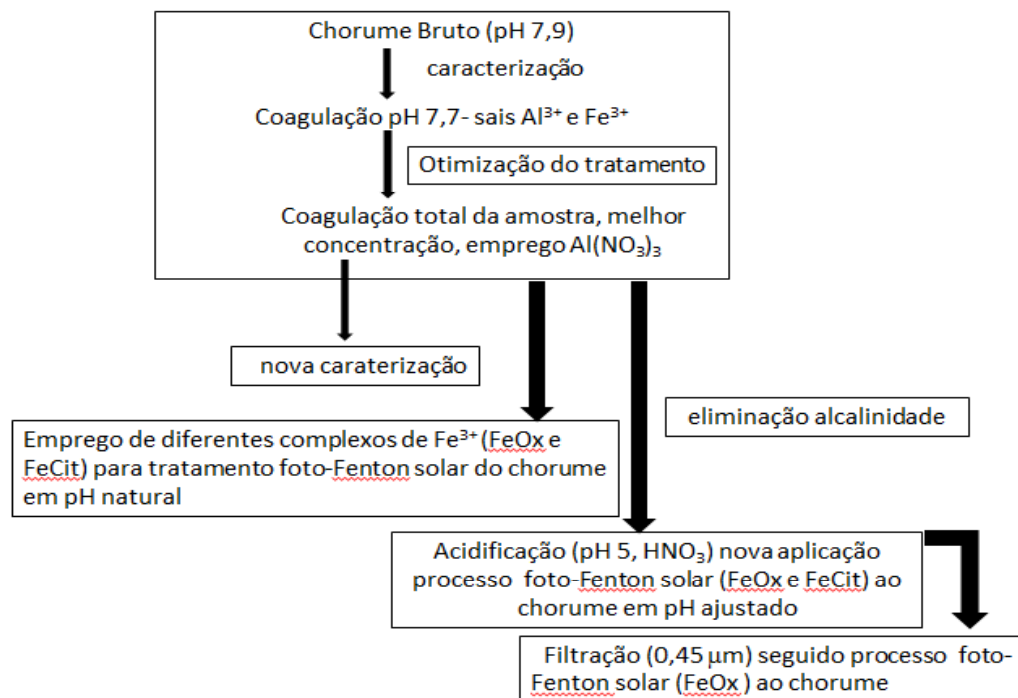 Chorume Bruto (pH 7,9)
caracterização
Coagulação pH 7,7- sais Al³⁺ e Fe³⁺
Otimização do tratamento
Coagulação total da amostra, melhor
concentração, emprego Al(NO₃)₃
nova caraterização
eliminação alcalinidade
Emprego de diferentes complexos de Fe³⁺ (FeOx e
FeCit) para tratamento foto-Fenton solar do chorume
em pH natural
Acidificação (pH 5, HNO₃) nova aplicação
processo foto-Fenton solar (FeOx e FeCit) ao
chorume em pH ajustado
Filtração (0,45 µm) seguido processo foto-
Fenton solar (FeOx ) ao chorume